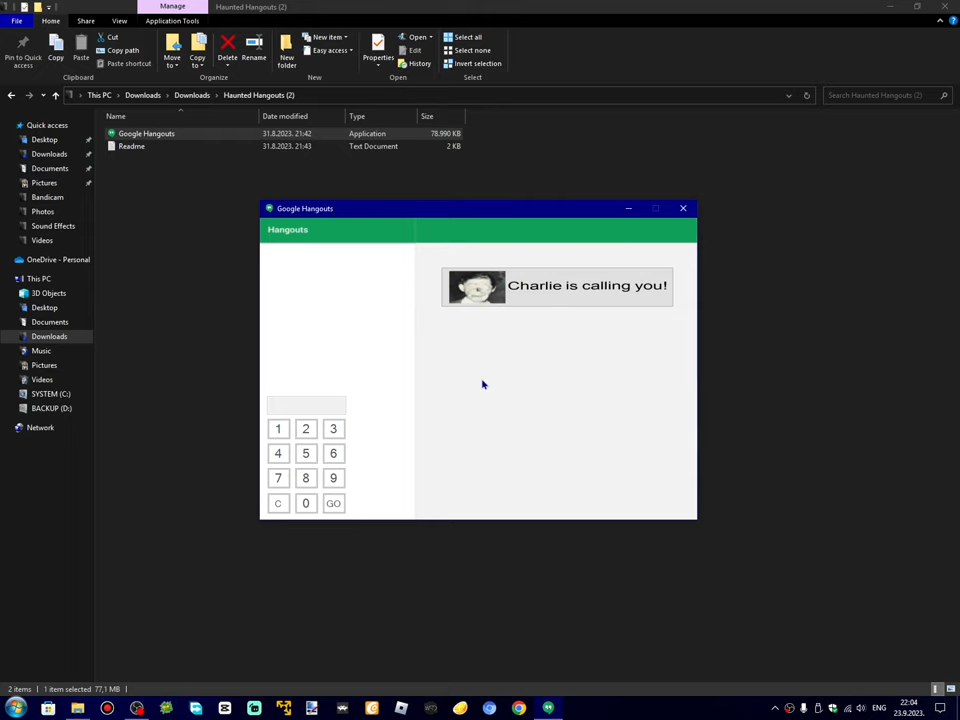 Manage
Haunted Hangouts (2)
File
Home
Share
View
Application Tools
Pin to Quick access
Copy
Paste
Cut
Copy path
Paste shortcut
Clipboard
Move to
Copy to
Delete
Rename
Organize
New folder
New item
Easy access
New
Properties
Open
Edit
History
Open
Select all
Select none
Invert selection
Select
This PC
Downloads
Downloads
Haunted Hangouts (2)
Search Haunted Hangouts (2)
Name
Date modified
Type
Size
Google Hangouts
31.8.2023. 21:42
Application
78.990 KB
Readme
31.8.2023. 21:43
Text Document
2 KB
Quick access
Desktop
Downloads
Documents
Pictures
Bandicam
Photos
Sound Effects
Videos
OneDrive - Personal
This PC
3D Objects
Desktop
Documents
Downloads
Music
Pictures
Videos
SYSTEM (C:)
BACKUP (D:)
Network
Google Hangouts
Hangouts
Charlie is calling you!
1 2 3
4 5 6
7 8 9
C 0 GO
2 items
1 item selected 77,1 MB
ENG
22:04
23.9.2023.